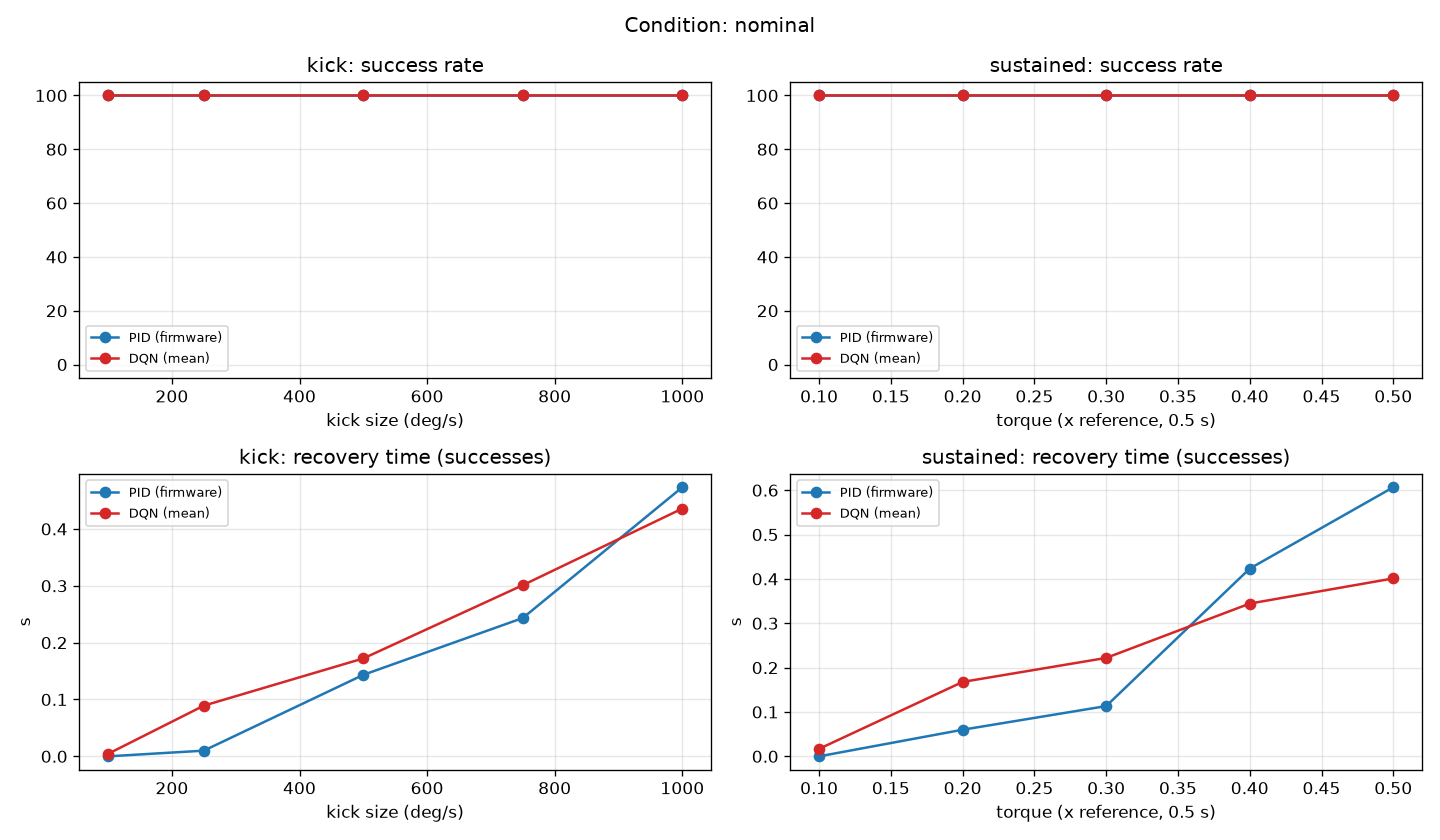 Condition: nominal
kick: success rate
100
80
60
40
20
0
PID (firmware)
DQN (mean)
200 400 600 800 1000
kick size (deg/s)
sustained: success rate
100
80
60
40
20
0
PID (firmware)
DQN (mean)
0.10 0.15 0.20 0.25 0.30 0.35 0.40 0.45 0.50
torque (x reference, 0.5 s)
kick: recovery time (successes)
s
0.4
0.3
0.2
0.1
0.0
PID (firmware)
DQN (mean)
200 400 600 800 1000
kick size (deg/s)
sustained: recovery time (successes)
s
0.6
0.5
0.4
0.3
0.2
0.1
0.0
PID (firmware)
DQN (mean)
0.10 0.15 0.20 0.25 0.30 0.35 0.40 0.45 0.50
torque (x reference, 0.5 s)